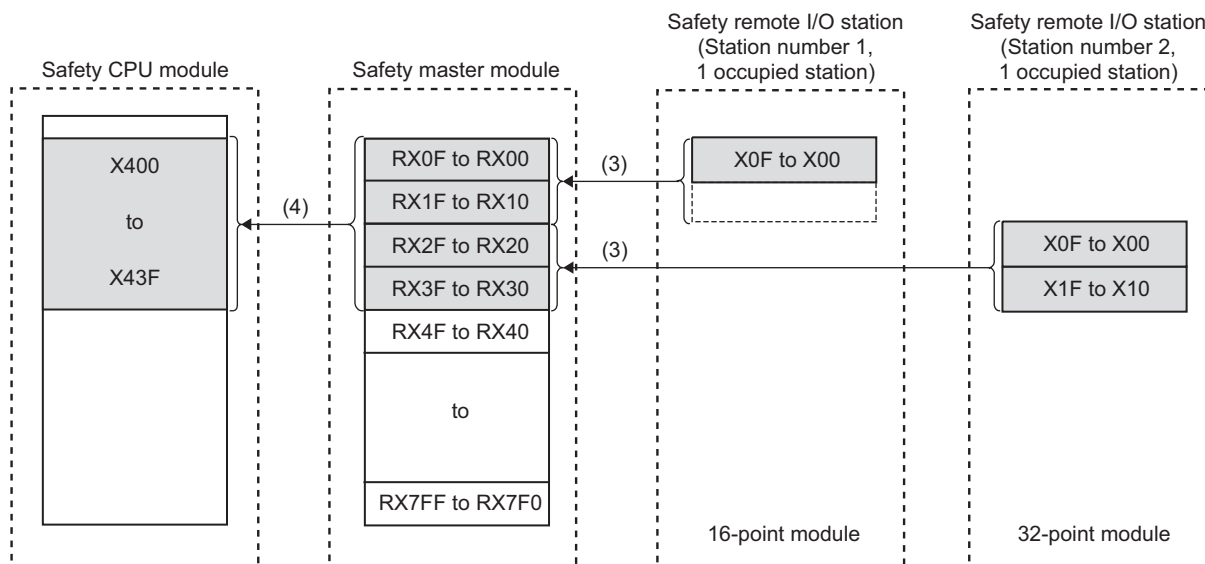 Safety CPU module
Safety master module
Safety remote I/O station
(Station number 1,
1 occupied station)
Safety remote I/O station
(Station number 2,
1 occupied station)
X400
to
X43F
(4)
RX0F to RX00
RX1F to RX10
RX2F to RX20
RX3F to RX30
RX4F to RX40
to
RX7FF to RX7F0
(3)
(3)
X0F to X00
16-point module
X0F to X00
X1F to X10
32-point module